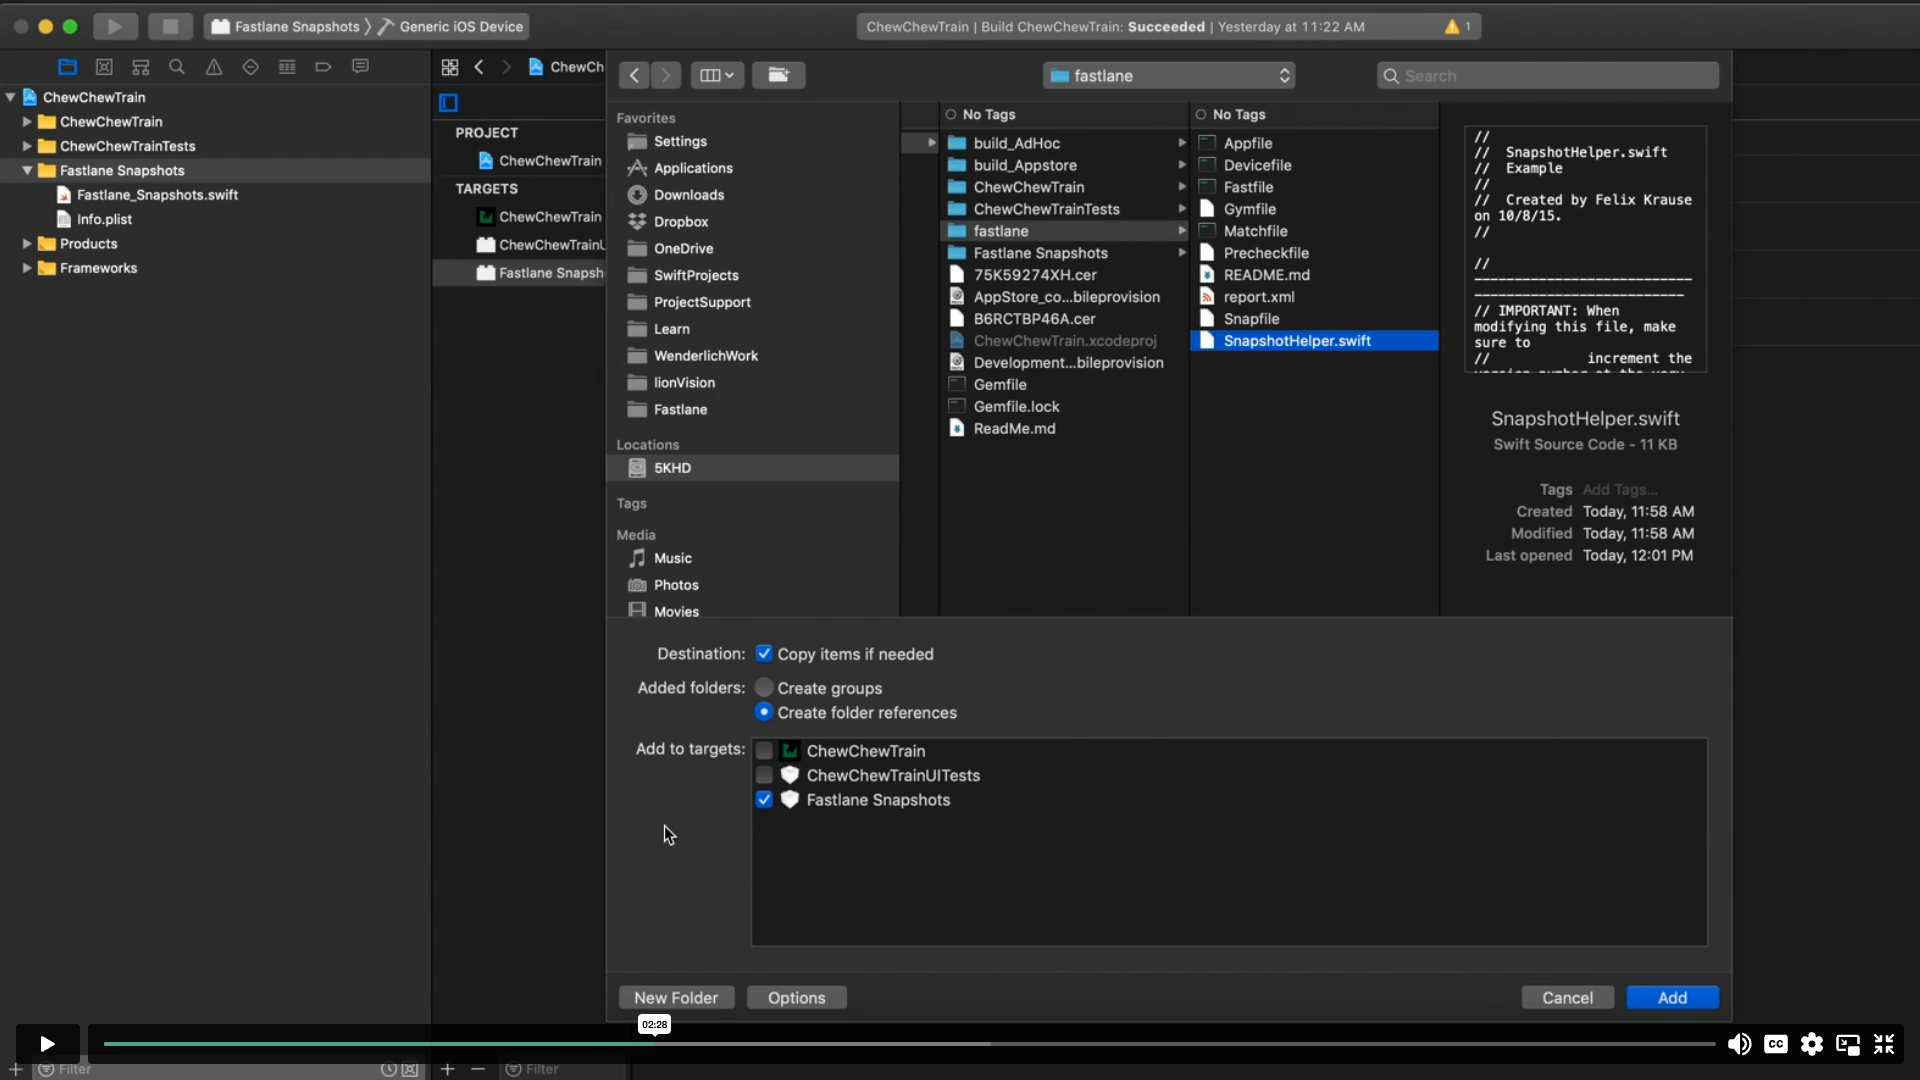 Fastlane Snapshots
Generic iOS Device
ChewChewTrain | Build ChewChewTrain: Succeeded | Yesterday at 11:22 AM
1
ChewChewTrain
ChewChewTrain
ChewChewTrainTests
Fastlane Snapshots
Fastlane_Snapshots.swift
Info.plist
Products
Frameworks
Filter
ChewCh
PROJECT
ChewChewTrain
TARGETS
ChewChewTrain
ChewChewTrainU
Fastlane Snapsh
Filter
fastlane
Search
Favorites
Settings
Applications
Downloads
Dropbox
OneDrive
SwiftProjects
ProjectSupport
Learn
WenderlichWork
lionVision
Fastlane
Locations
5KHD
Tags
Media
Music
Photos
Movies
No Tags
build_AdHoc
build_Appstore
ChewChewTrain
ChewChewTrainTests
fastlane
Fastlane Snapshots
75K59274XH.cer
AppStore_co...bileprovision
B6RCTBP46A.cer
ChewChewTrain.xcodeproj
Development...bileprovision
Gemfile
Gemfile.lock
ReadMe.md
No Tags
Appfile
Devicefile
Fastfile
Gymfile
Matchfile
Precheckfile
README.md
report.xml
Snapfile
SnapshotHelper.swift
//
// SnapshotHelper.swift
// Example
//
// Created by Felix Krause
on 10/8/15.
//
//
---------------------------
--------------------------
// IMPORTANT: When
modifying this file, make
sure to
// increment the
version number at the very
SnapshotHelper.swift
Swift Source Code - 11 KB
Tags Add Tags...
Created Today, 11:58 AM
Modified Today, 11:58 AM
Last opened Today, 12:01 PM
Destination: Copy items if needed
Added folders: Create groups
Create folder references
Add to targets: ChewChewTrain
ChewChewTrainUITests
Fastlane Snapshots
New Folder
Options
Cancel
Add
02:28
CC